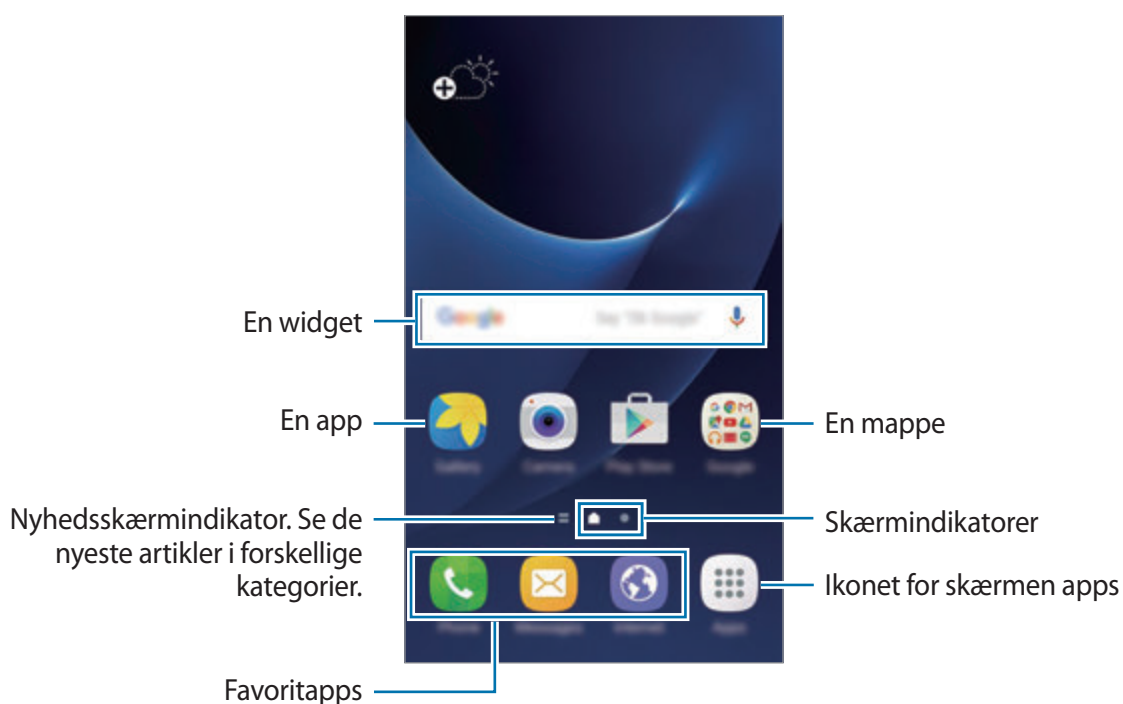 En widget
En app
En mappe
Nyhedsskærmindikator. Se de
nyeste artikler i forskellige
kategorier.
Skærmindikatorer
Ikonet for skærmen apps
Favoritapps